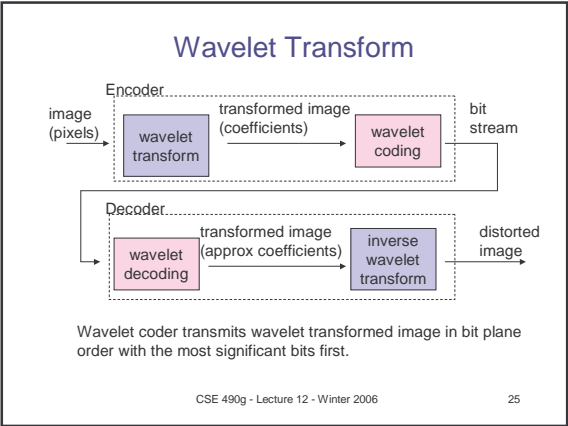 Wavelet Transform
Encoder
image
(pixels)
wavelet
transform
transformed image
(coefficients)
wavelet
coding
bit
stream
Decoder
wavelet
decoding
transformed image
(approx coefficients)
inverse
wavelet
transform
distorted
image
Wavelet coder transmits wavelet transformed image in bit plane
order with the most significant bits first.
CSE 490g - Lecture 12 - Winter 2006
25